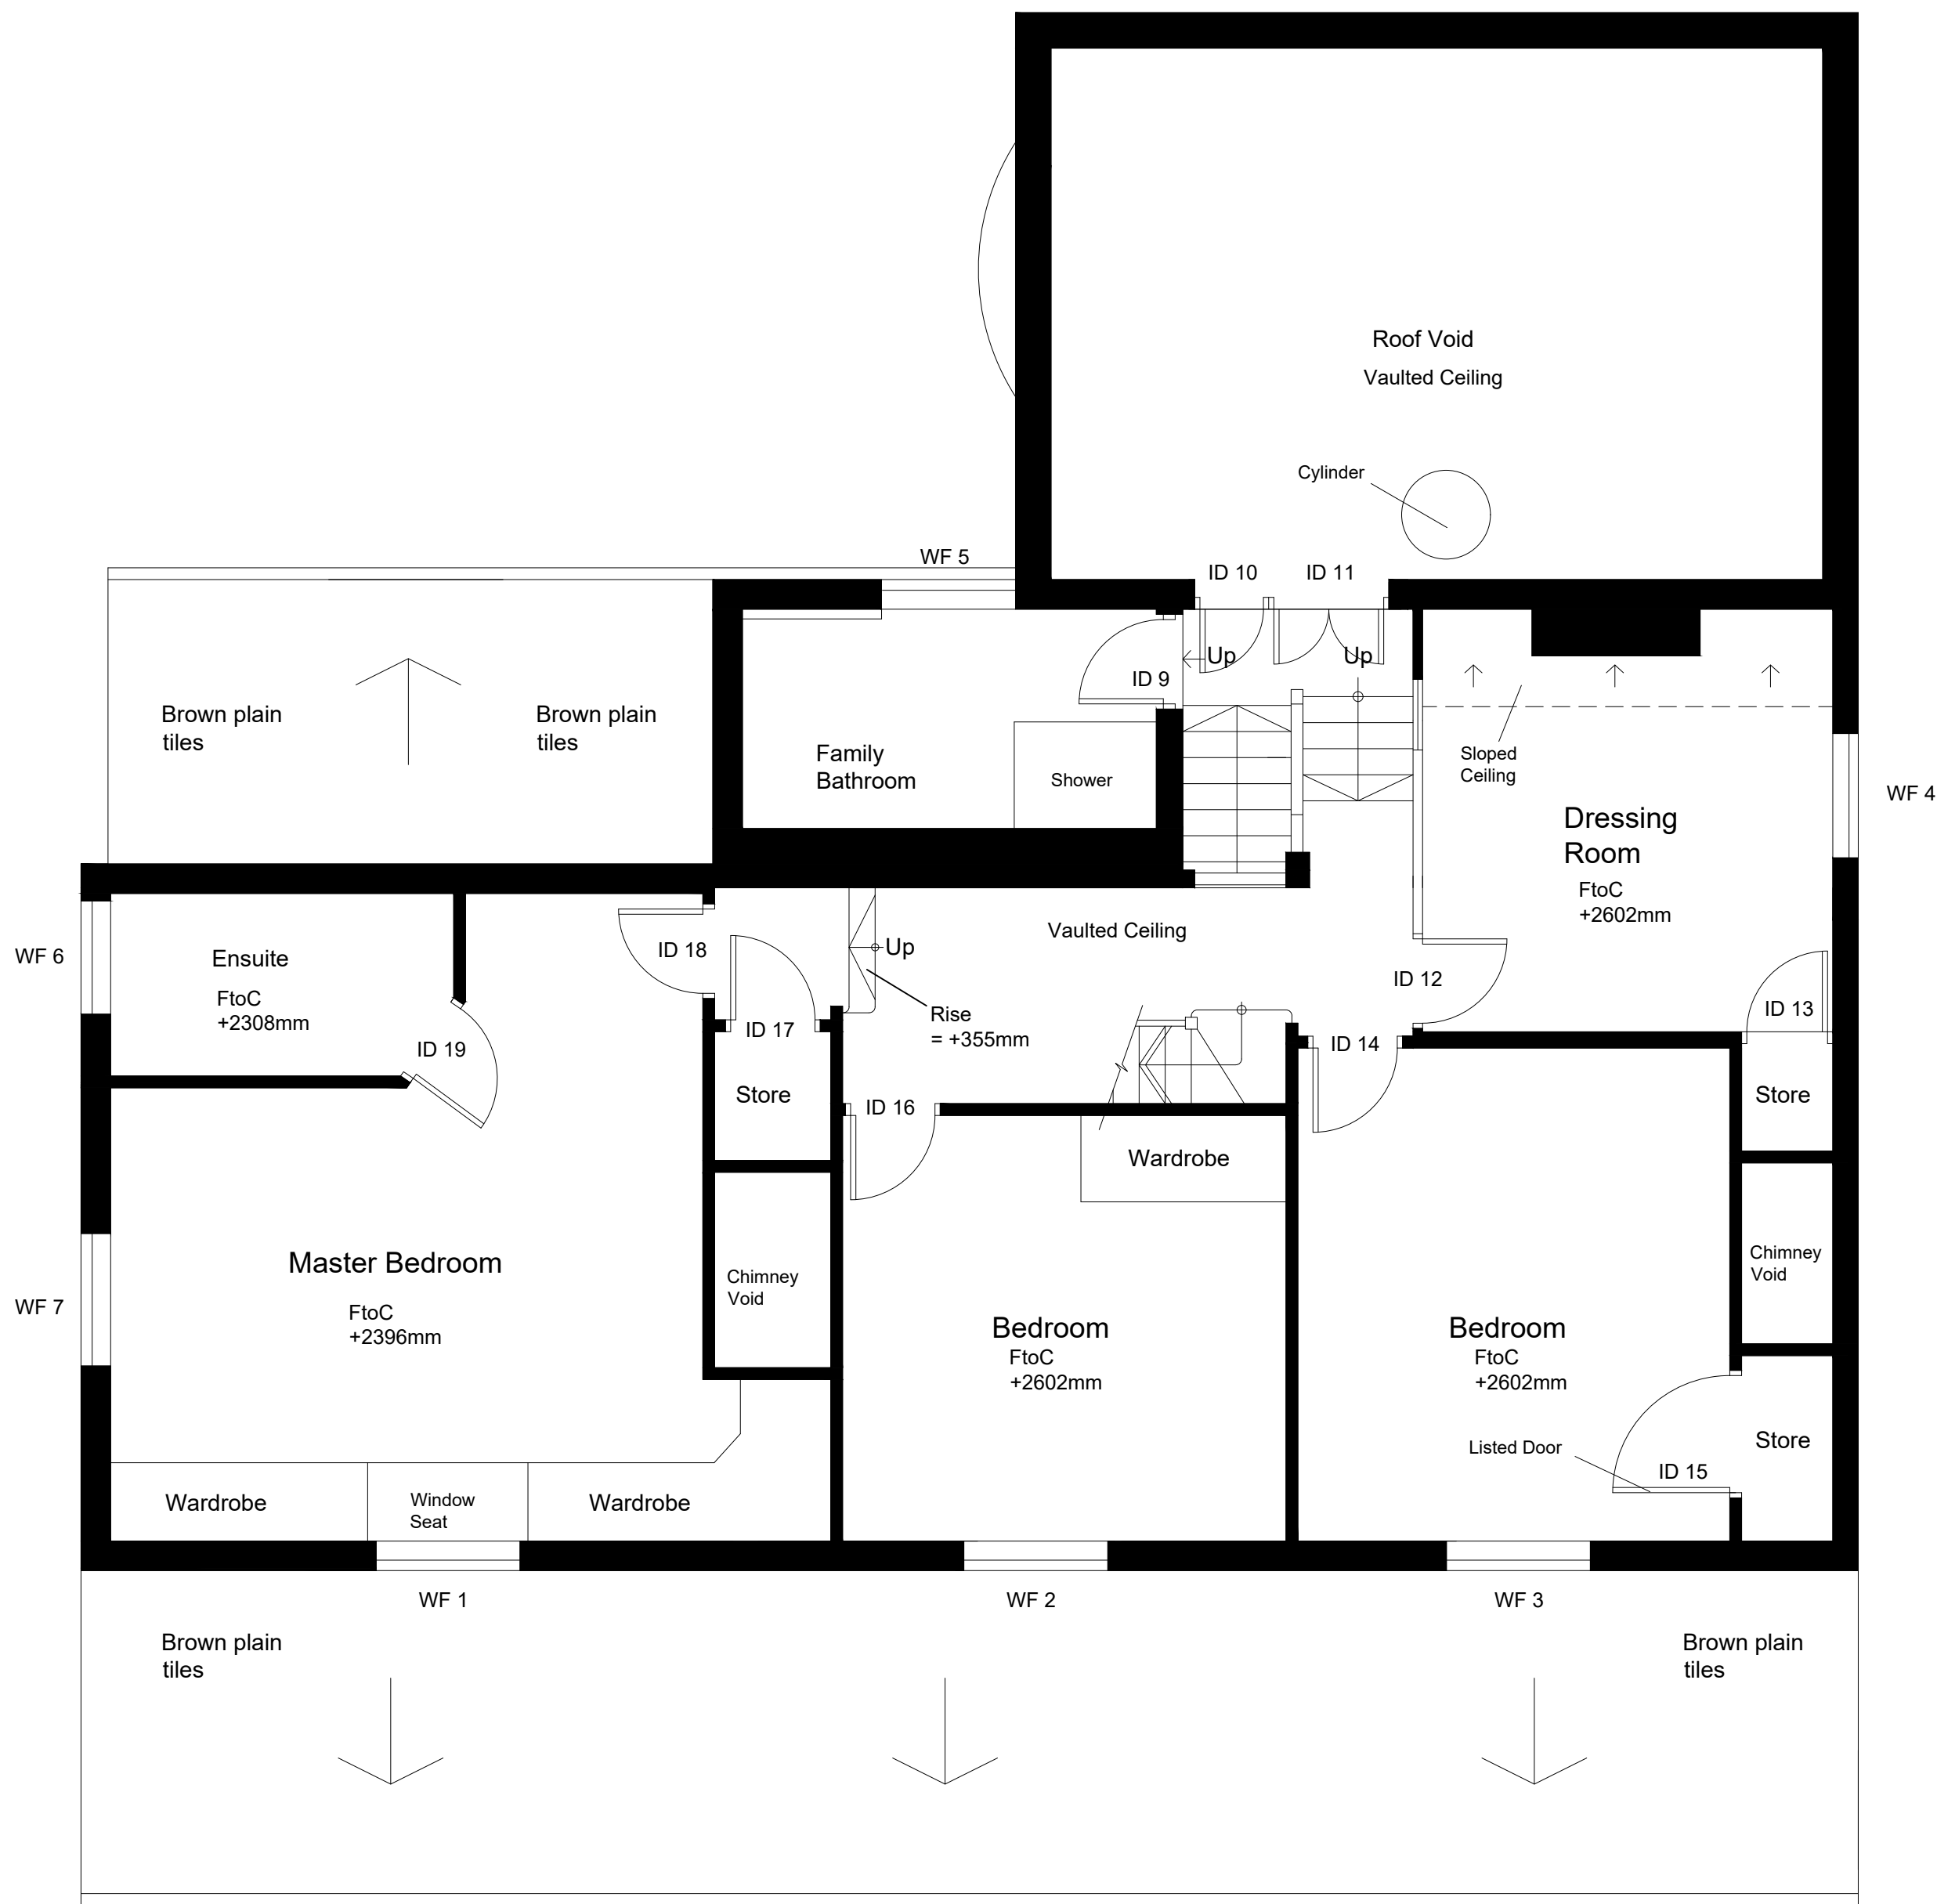 Roof Void
Vaulted Ceiling
Cylinder
WF 5
ID 10
ID 11
Up
Up
ID 9
Brown plain
tiles
Brown plain
tiles
Family
Bathroom
Shower
Sloped
Ceiling
WF 4
Dressing
Room
FtoC
+2602mm
Vaulted Ceiling
WF 6
Ensuite
FtoC
+2308mm
ID 18
Up
ID 12
Rise
= +355mm
ID 13
ID 17
ID 14
ID 19
Store
ID 16
Store
Wardrobe
Master Bedroom
FtoC
+2396mm
WF 7
Chimney
Void
Chimney
Void
Bedroom
FtoC
+2602mm
Bedroom
FtoC
+2602mm
Listed Door
ID 15
Store
Wardrobe
Window
Seat
Wardrobe
WF 1
WF 2
WF 3
Brown plain
tiles
Brown plain
tiles